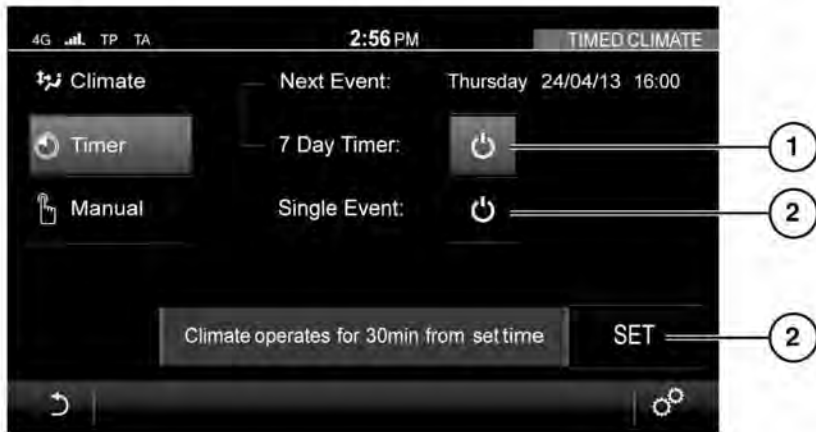 4G TP TA 2:56 PM TIMED CLIMATE
Climate Next Event: Thursday 24/04/13 16:00
Timer 7 Day Timer: 1
Manual Single Event: 2
Climate operates for 30min from set time SET 2